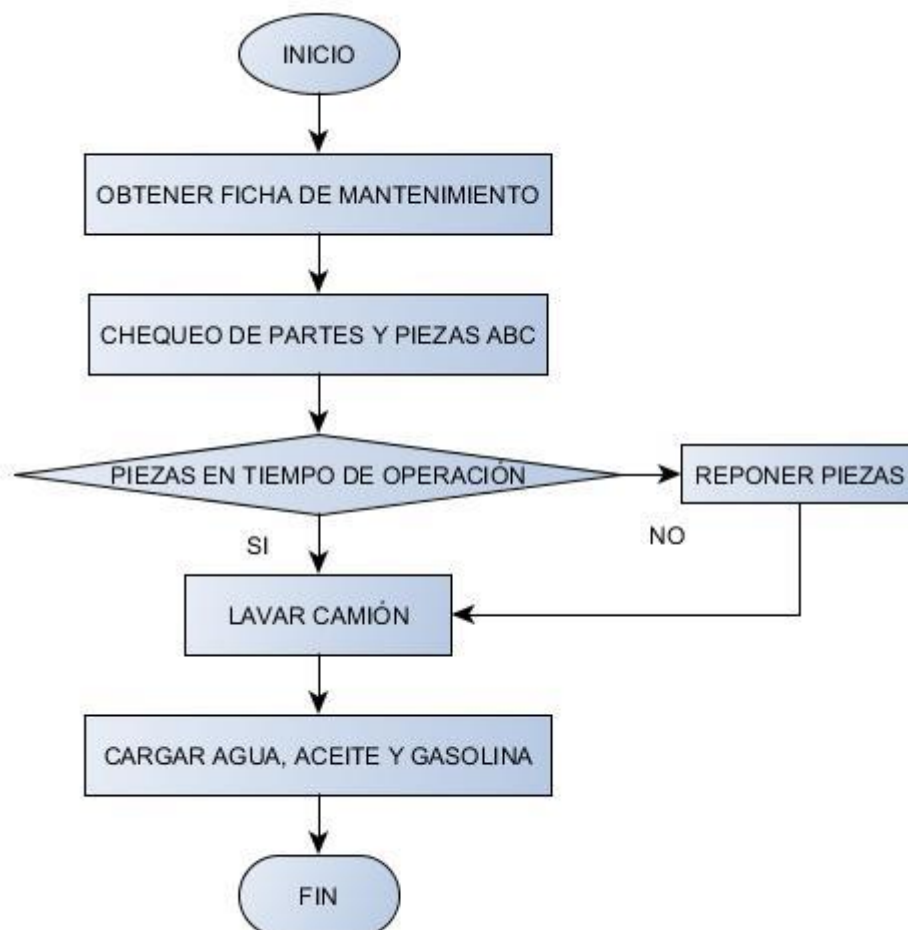 INICIO
OBTENER FICHA DE MANTENIMIENTO
CHEQUEO DE PARTES Y PIEZAS ABC
PIEZAS EN TIEMPO DE OPERACIÓN
REPONER PIEZAS
SI
NO
LAVAR CAMIÓN
CARGAR AGUA, ACEITE Y GASOLINA
FIN